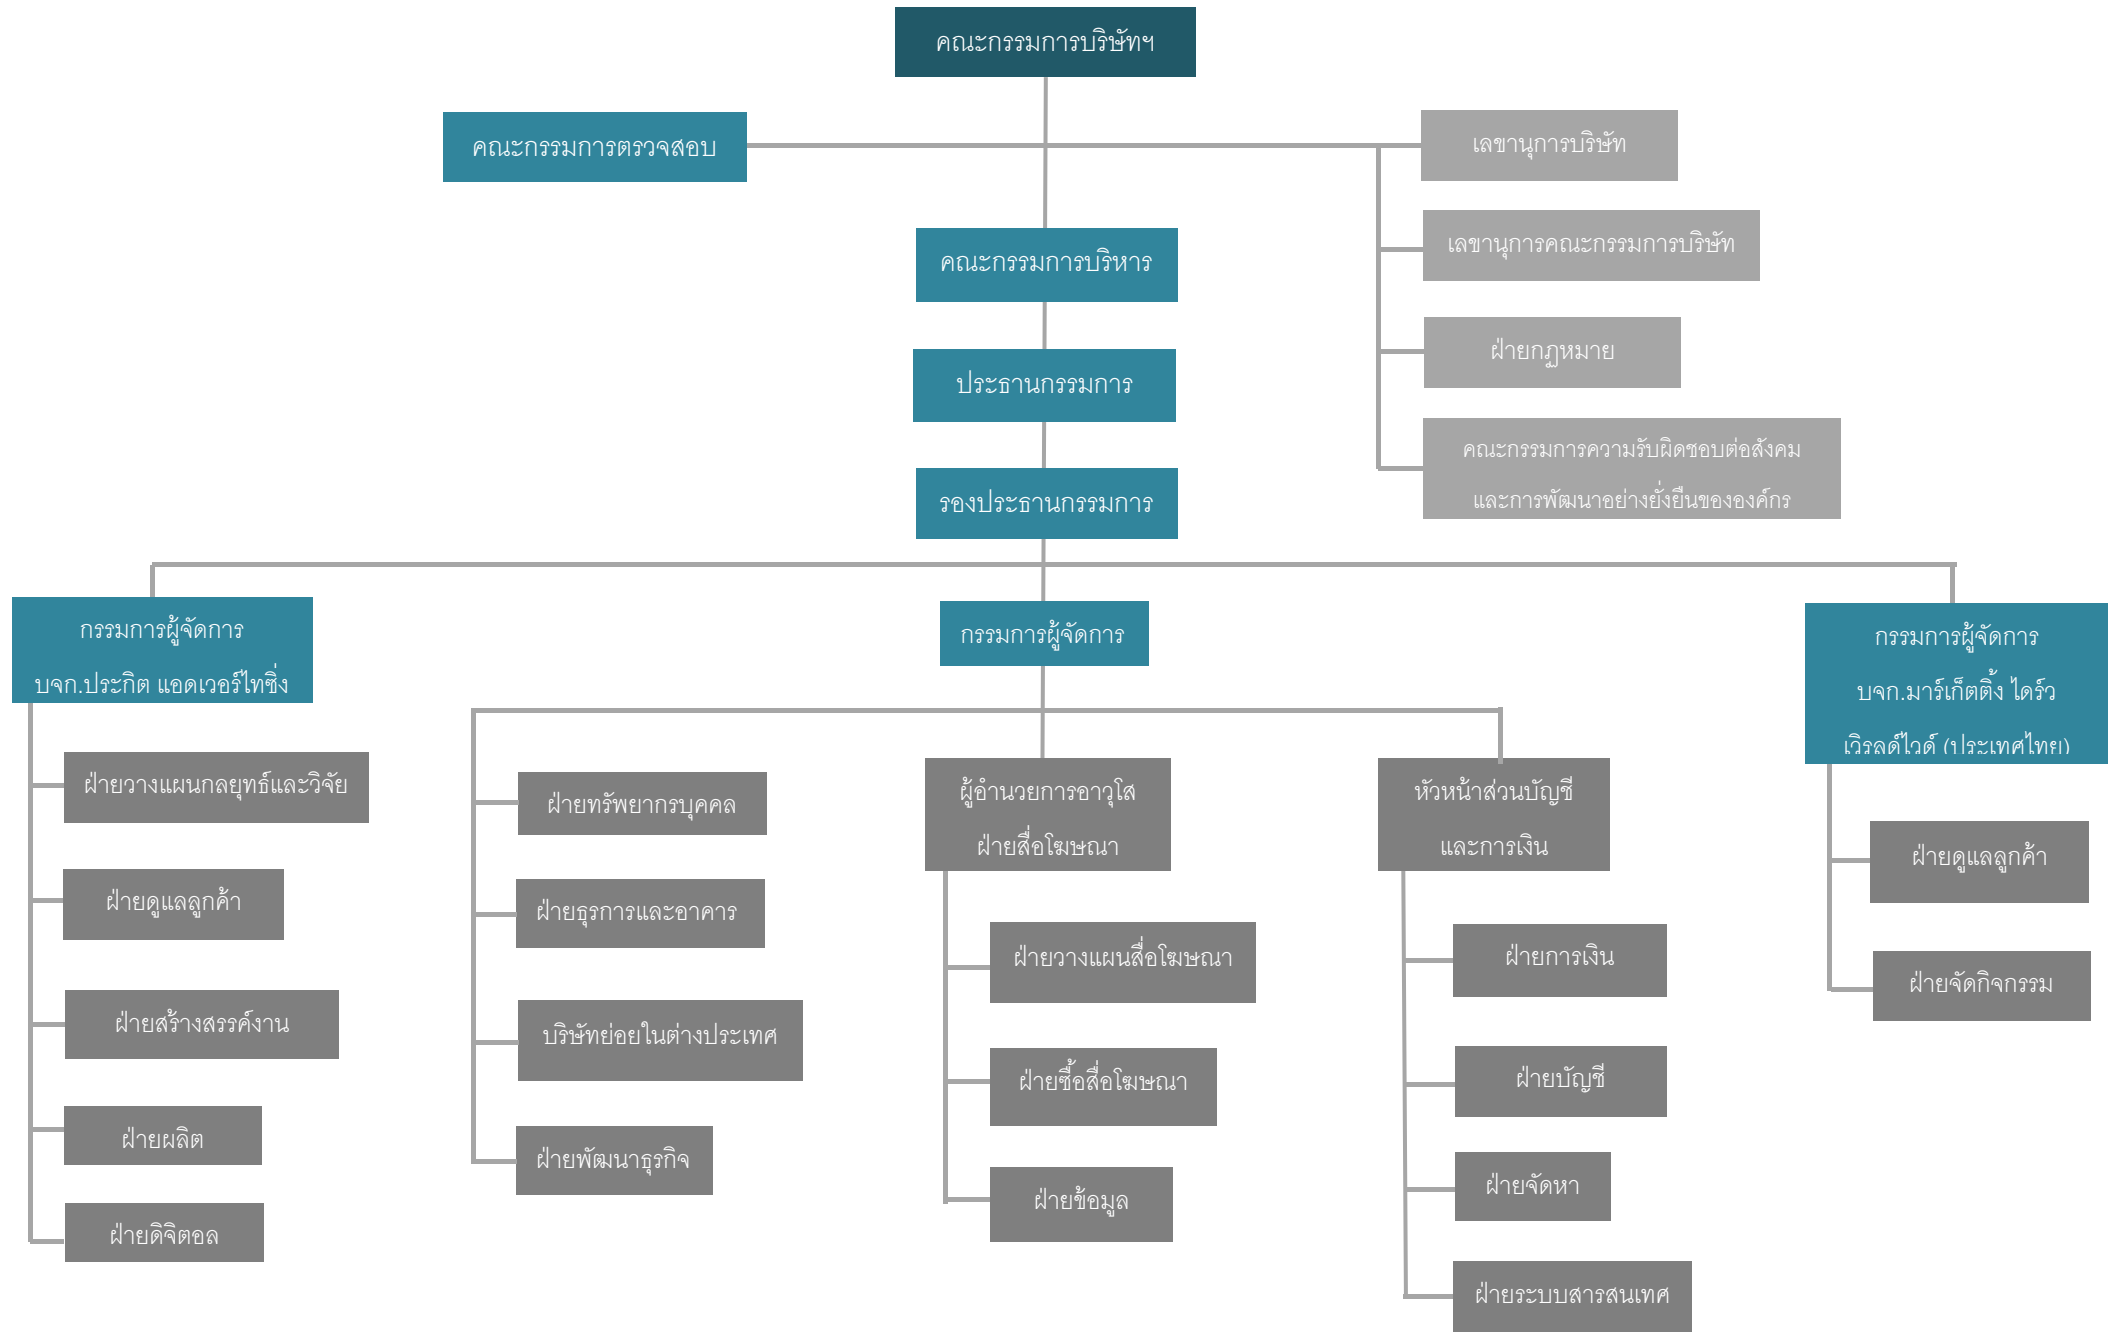 คณะกรรมการบริษัทฯ
คณะกรรมการตรวจสอบ
เลขานุการบริษัท
เลขานุการคณะกรรมการบริษัท
คณะกรรมการบริหาร
ฝ่ายกฎหมาย
ประธานกรรมการ
คณะกรรมการความรับผิดชอบต่อสังคม
และการพัฒนาอย่างยั่งยืนขององค์กร
รองประธานกรรมการ
กรรมการผู้จัดการ
บจก.ประกิต แอดเวอร์ไทซิ่ง
ฝ่ายวางแผนกลยุทธ์และวิจัย
ฝ่ายดูแลลูกค้า
ฝ่ายสร้างสรรค์งาน
ฝ่ายผลิต
ฝ่ายดิจิตอล
กรรมการผู้จัดการ
ฝ่ายทรัพยากรบุคคล
ฝ่ายธุรการและอาคาร
บริษัทย่อยในต่างประเทศ
ฝ่ายพัฒนาธุรกิจ
ผู้อำนวยการอาวุโส
ฝ่ายสื่อโฆษณา
ฝ่ายวางแผนสื่อโฆษณา
ฝ่ายซื้อสื่อโฆษณา
ฝ่ายข้อมูล
หัวหน้าส่วนบัญชี
และการเงิน
ฝ่ายการเงิน
ฝ่ายบัญชี
ฝ่ายจัดหา
ฝ่ายระบบสารสนเทศ
กรรมการผู้จัดการ
บจก.มาร์เก็ตติ้ง ไดร์ว
เวิรลด์ไวด์ (ประเทศไทย)
ฝ่ายดูแลลูกค้า
ฝ่ายจัดกิจกรรม